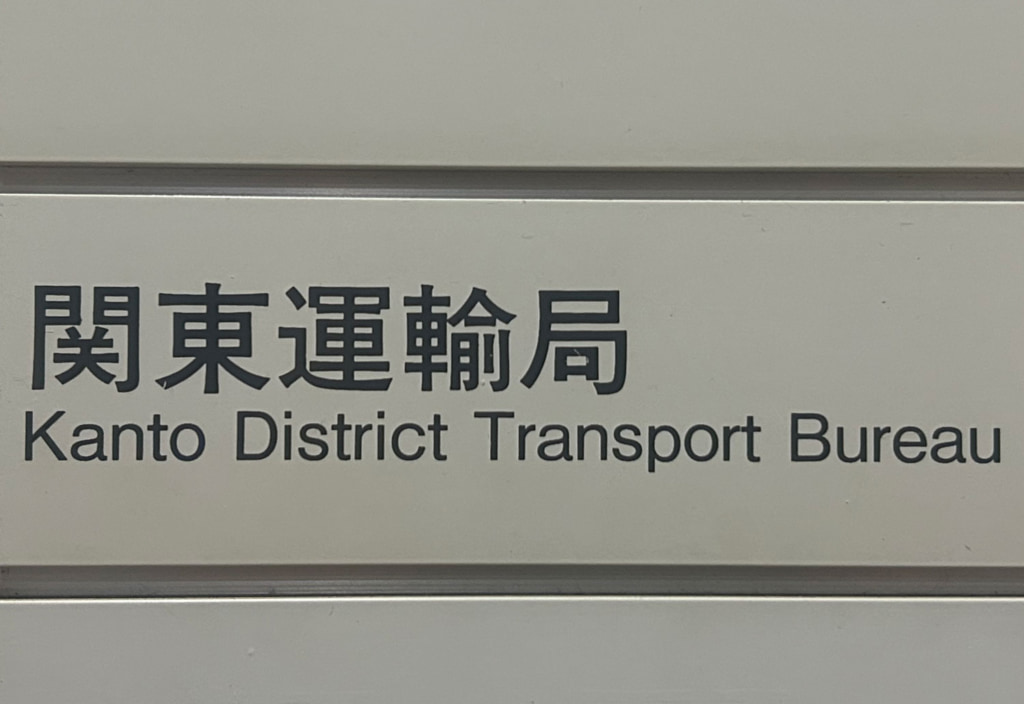 関東運輸局
Kanto District Transport Bureau